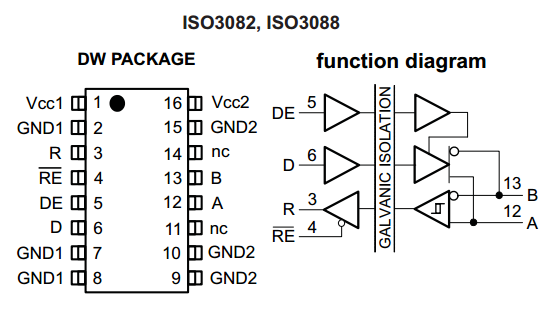 ISO3082, ISO3088
DW PACKAGE
Vcc1 1 16 Vcc2
GND1 2 15 GND2
R 3 14 nc
RE 4 13 B
DE 5 12 A
D 6 11 nc
GND1 7 10 GND2
GND1 8 9 GND2
function diagram
DE 5
D 6
R 3
RE 4
GALVANIC ISOLATION
13 B
12 A